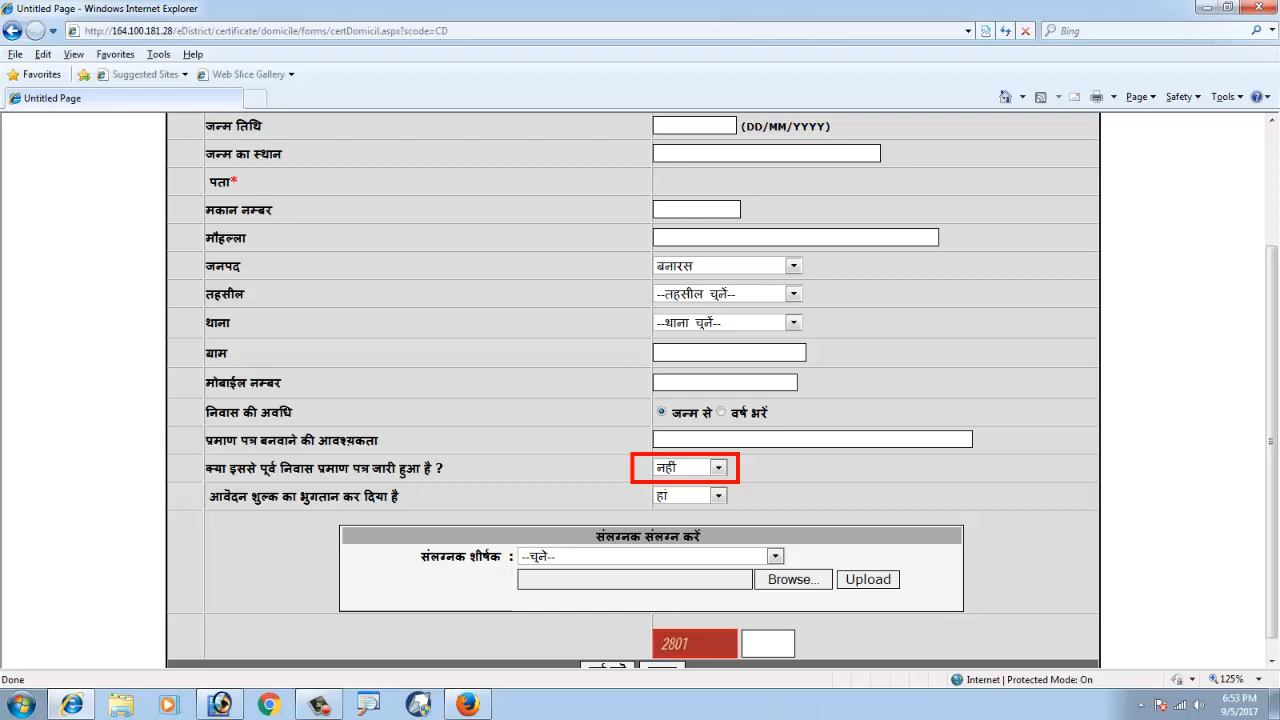 Untitled Page - Windows Internet Explorer
http://164.100.181.28/eDistrict/certificate/domicile/forms/certDomicil.aspx?scode=CD
Bing
File Edit View Favorites Tools Help
Favorites Suggested Sites Web Slice Gallery
Untitled Page
Page Safety Tools
जन्म तिथि (DD/MM/YYYY)
जन्म का स्थान
पता*
मकान नम्बर
मौहल्ला
जनपद बनारस
तहसील --तहसील चुनें--
थाना --थाना चुनें--
ग्राम
मोबाईल नम्बर
निवास की अवधि जन्म से वर्ष भरें
प्रमाण पत्र बनवाने की आवश्य़कता
क्या इससे पूर्व निवास प्रमाण पत्र जारी हुआ है ? नहीं
आवेदन शुल्क का भुगतान कर दिया है हां
संलग्नक संलग्न करें
संलग्नक शीर्षक : --चुने--
Browse... Upload
2801
Done
Internet | Protected Mode: On
125%
6:53 PM
9/5/2017